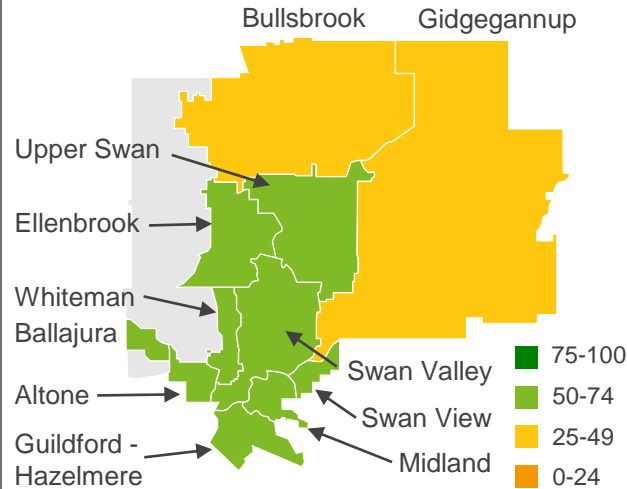 Bullsbrook Gidgegannup
Upper Swan
Ellenbrook
Whiteman
Ballajura
Altone
Guildford -
Hazelmere
Swan Valley
Swan View
Midland
75-100
50-74
25-49
0-24